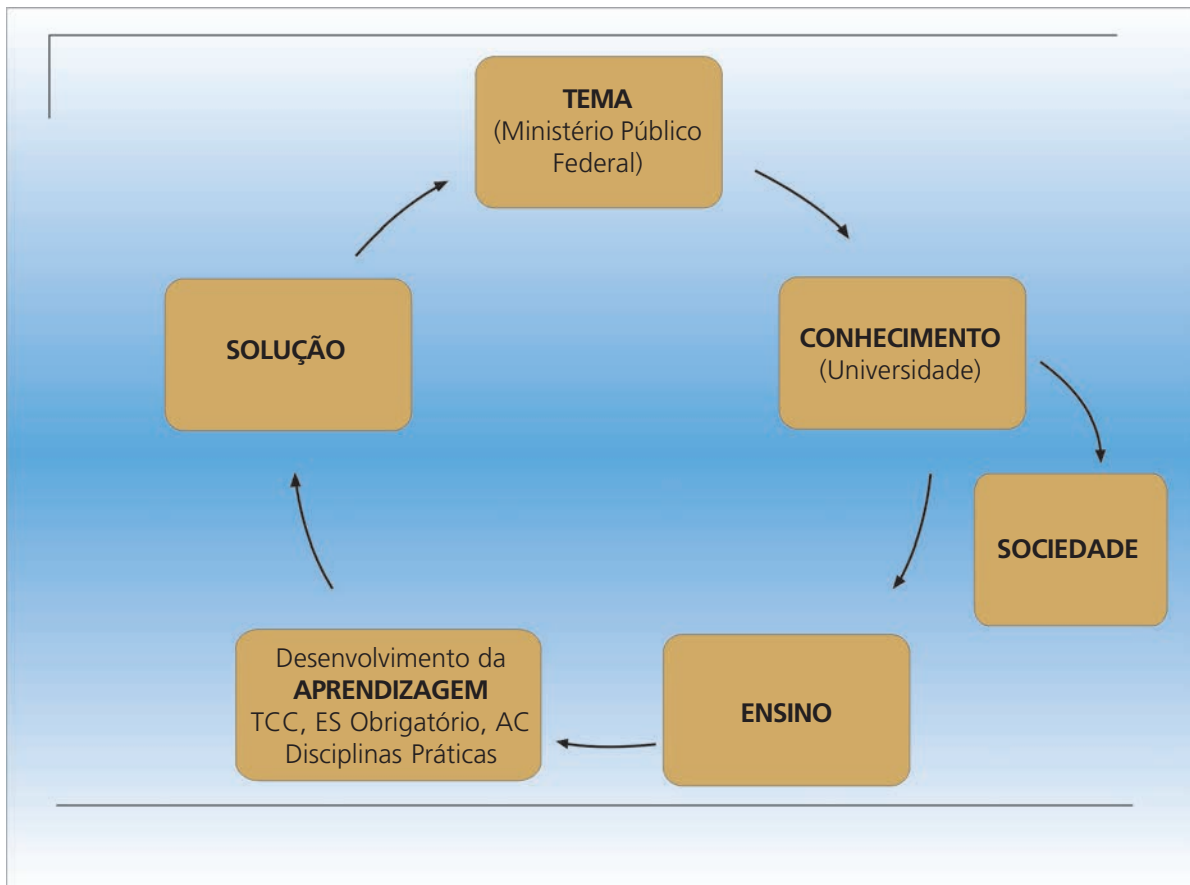 TEMA
(Ministério Público
Federal)
CONHECIMENTO
(Universidade)
SOCIEDADE
ENSINO
Desenvolvimento da
APRENDIZAGEM
TCC, ES Obrigatório, AC
Disciplinas Práticas
SOLUÇÃO